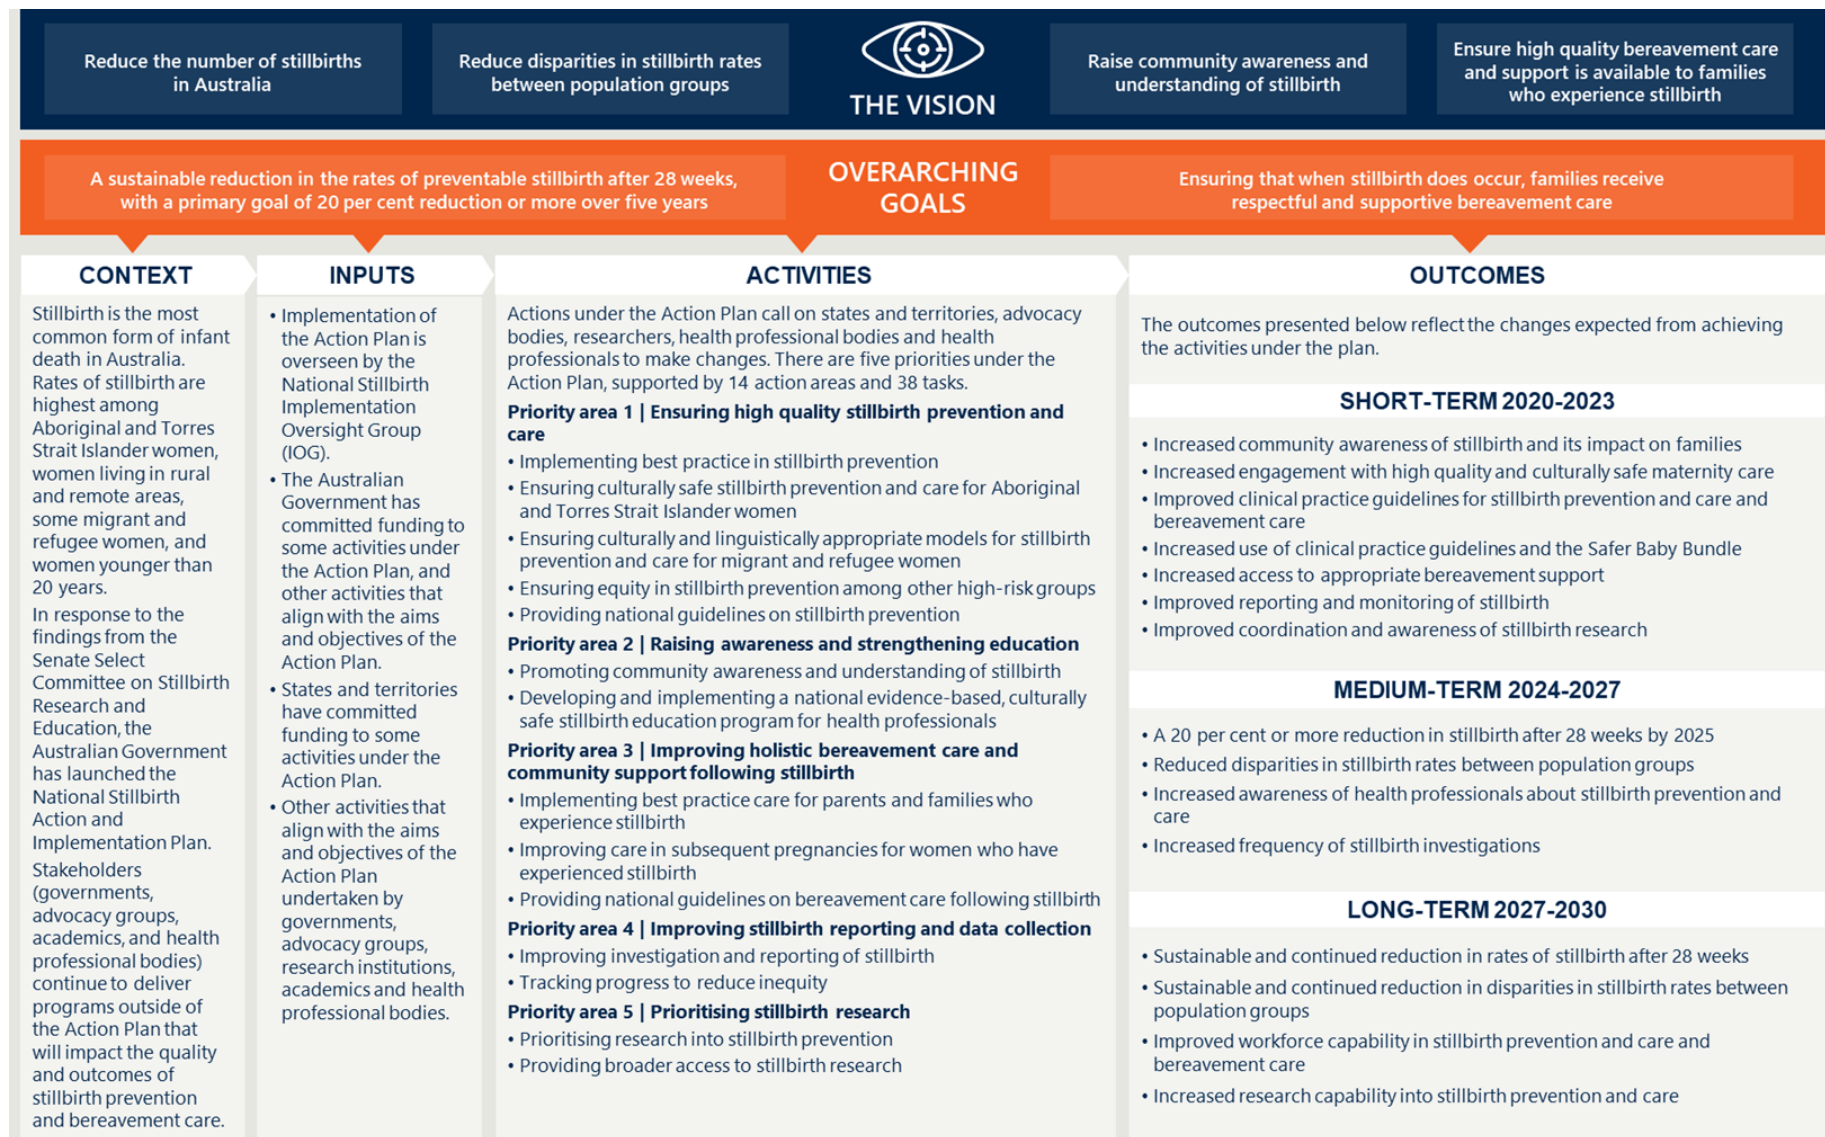 Reduce the number of stillbirths
in Australia
Reduce disparities in stillbirth rates
between population groups
THE VISION
Raise community awareness and
understanding of stillbirth
Ensure high quality bereavement care
and support is available to families
who experience stillbirth
A sustainable reduction in the rates of preventable stillbirth after 28 weeks,
with a primary goal of 20 per cent reduction or more over five years
OVERARCHING
GOALS
Ensuring that when stillbirth does occur, families receive
respectful and supportive bereavement care
CONTEXT
Stillbirth is the most
common form of infant
death in Australia.
Rates of stillbirth are
highest among
Aboriginal and Torres
Strait Islander women,
women living in rural
and remote areas,
some migrant and
refugee women, and
women younger than
20 years.
In response to the
findings from the
Senate Select
Committee on Stillbirth
Research and
Education, the
Australian Government
has launched the
National Stillbirth
Action and
Implementation Plan.
Stakeholders
(governments,
advocacy groups,
academics, and health
professional bodies)
continue to deliver
programs outside of
the Action Plan that
will impact the quality
and outcomes of
stillbirth prevention
and bereavement care.
INPUTS
• Implementation of
the Action Plan is
overseen by the
National Stillbirth
Implementation
Oversight Group
(IOG).
• The Australian
Government has
committed funding to
some activities under
the Action Plan, and
other activities that
align with the aims
and objectives of the
Action Plan.
• States and territories
have committed
funding to some
activities under the
Action Plan.
• Other activities that
align with the aims
and objectives of the
Action Plan
undertaken by
governments,
advocacy groups,
research institutions,
academics and health
professional bodies.
ACTIVITIES
Actions under the Action Plan call on states and territories, advocacy
bodies, researchers, health professional bodies and health
professionals to make changes. There are five priorities under the
Action Plan, supported by 14 action areas and 38 tasks.
Priority area 1 | Ensuring high quality stillbirth prevention and
care
• Implementing best practice in stillbirth prevention
• Ensuring culturally safe stillbirth prevention and care for Aboriginal
and Torres Strait Islander women
• Ensuring culturally and linguistically appropriate models for stillbirth
prevention and care for migrant and refugee women
• Ensuring equity in stillbirth prevention among other high-risk groups
• Providing national guidelines on stillbirth prevention
Priority area 2 | Raising awareness and strengthening education
• Promoting community awareness and understanding of stillbirth
• Developing and implementing a national evidence-based, culturally
safe stillbirth education program for health professionals
Priority area 3 | Improving holistic bereavement care and
community support following stillbirth
• Implementing best practice care for parents and families who
experience stillbirth
• Improving care in subsequent pregnancies for women who have
experienced stillbirth
• Providing national guidelines on bereavement care following stillbirth
Priority area 4 | Improving stillbirth reporting and data collection
• Improving investigation and reporting of stillbirth
• Tracking progress to reduce inequity
Priority area 5 | Prioritising stillbirth research
• Prioritising research into stillbirth prevention
• Providing broader access to stillbirth research
OUTCOMES
The outcomes presented below reflect the changes expected from achieving
the activities under the plan.
SHORT-TERM 2020-2023
• Increased community awareness of stillbirth and its impact on families
• Increased engagement with high quality and culturally safe maternity care
• Improved clinical practice guidelines for stillbirth prevention and care and
bereavement care
• Increased use of clinical practice guidelines and the Safer Baby Bundle
• Increased access to appropriate bereavement support
• Improved reporting and monitoring of stillbirth
• Improved coordination and awareness of stillbirth research
MEDIUM-TERM 2024-2027
• A 20 per cent or more reduction in stillbirth after 28 weeks by 2025
• Reduced disparities in stillbirth rates between population groups
• Increased awareness of health professionals about stillbirth prevention and
care
• Increased frequency of stillbirth investigations
LONG-TERM 2027-2030
• Sustainable and continued reduction in rates of stillbirth after 28 weeks
• Sustainable and continued reduction in disparities in stillbirth rates between
population groups
• Improved workforce capability in stillbirth prevention and care and
bereavement care
• Increased research capability into stillbirth prevention and care